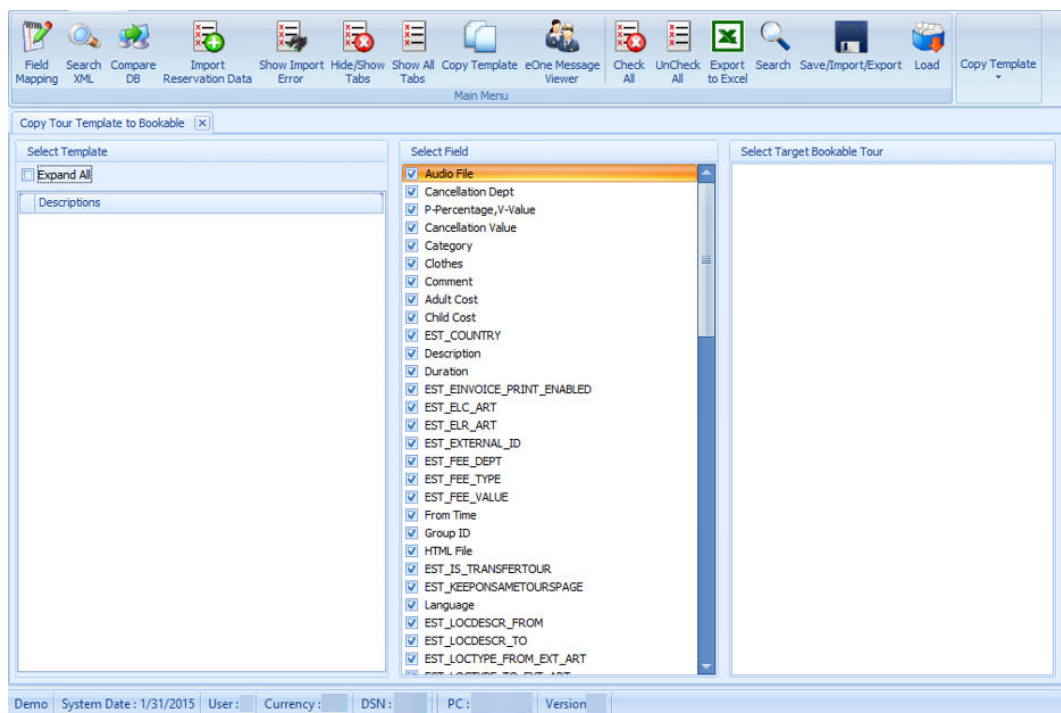 Field Mapping
Search XML
Compare DB
Import Reservation Data
Show Import Error
Hide/Show Tabs
Show All Tabs
Copy Template
eOne Message Viewer
Check All
UnCheck All
Export to Excel
Search
Save/Import/Export
Load
Copy Template
Main Menu
Copy Tour Template to Bookable
Select Template
Expand All
Descriptions
Select Field
Audio File
Cancellation Dept
P-Percentage,V-Value
Cancellation Value
Category
Clothes
Comment
Adult Cost
Child Cost
EST_COUNTRY
Description
Duration
EST_EINVOICE_PRINT_ENABLED
EST_ELC_ART
EST_ELR_ART
EST_EXTERNAL_ID
EST_FEE_DEPT
EST_FEE_TYPE
EST_FEE_VALUE
From Time
Group ID
HTML File
EST_IS_TRANSFERTOUR
EST_KEEPONSAMETOURSPAGE
Language
EST_LOCDESCR_FROM
EST_LOCDESCR_TO
EST_LOCTYPE_FROM_EXT_ART
EST_LOCTYPE_TO_EXT_ART
Select Target Bookable Tour
Demo System Date : 1/31/2015 User : Currency : DSN : PC : Version